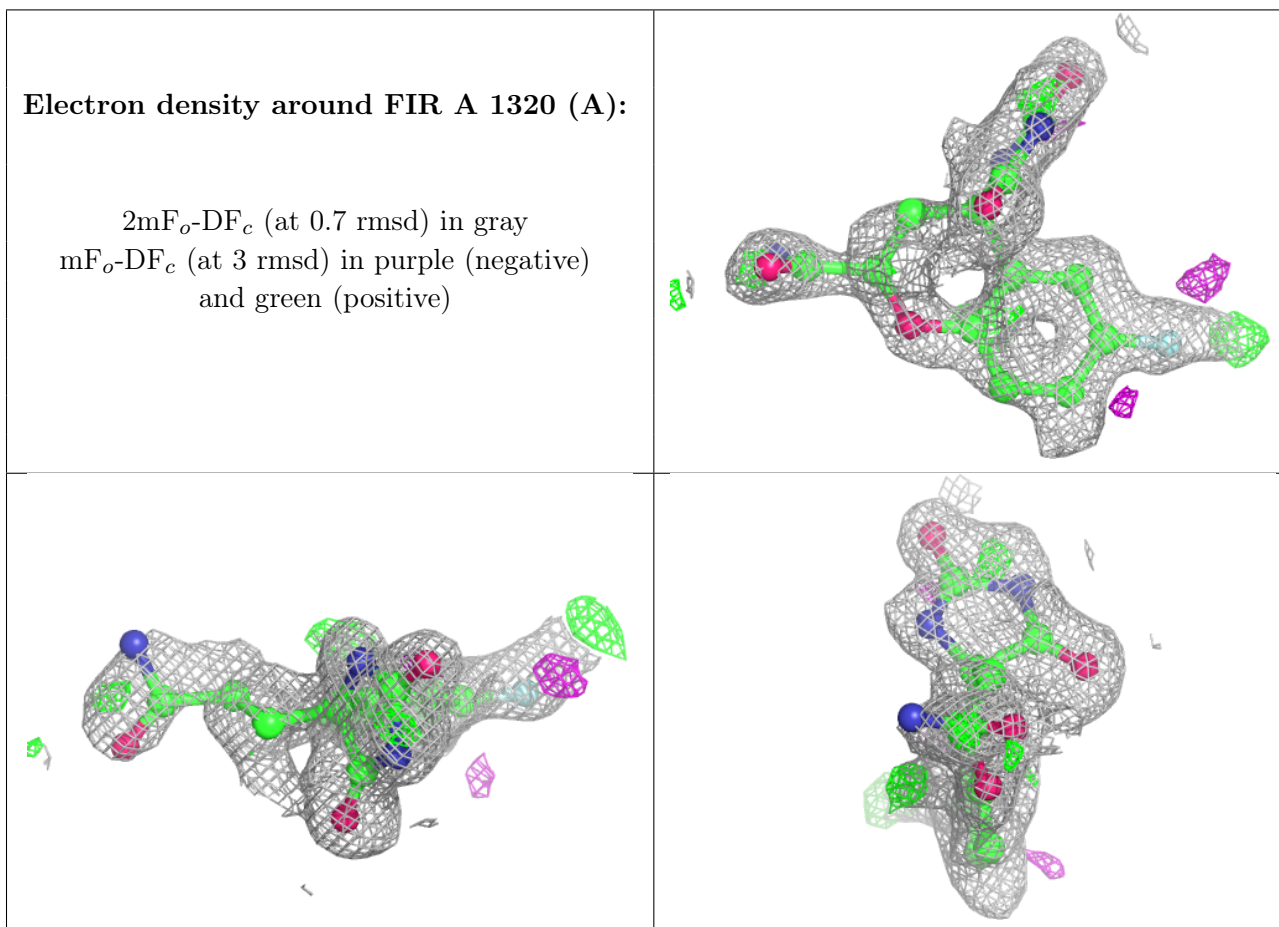 Electron density around FIR A 1320 (A):
2mFo-DFc (at 0.7 rmsd) in gray
mFo-DFc (at 3 rmsd) in purple (negative)
and green (positive)